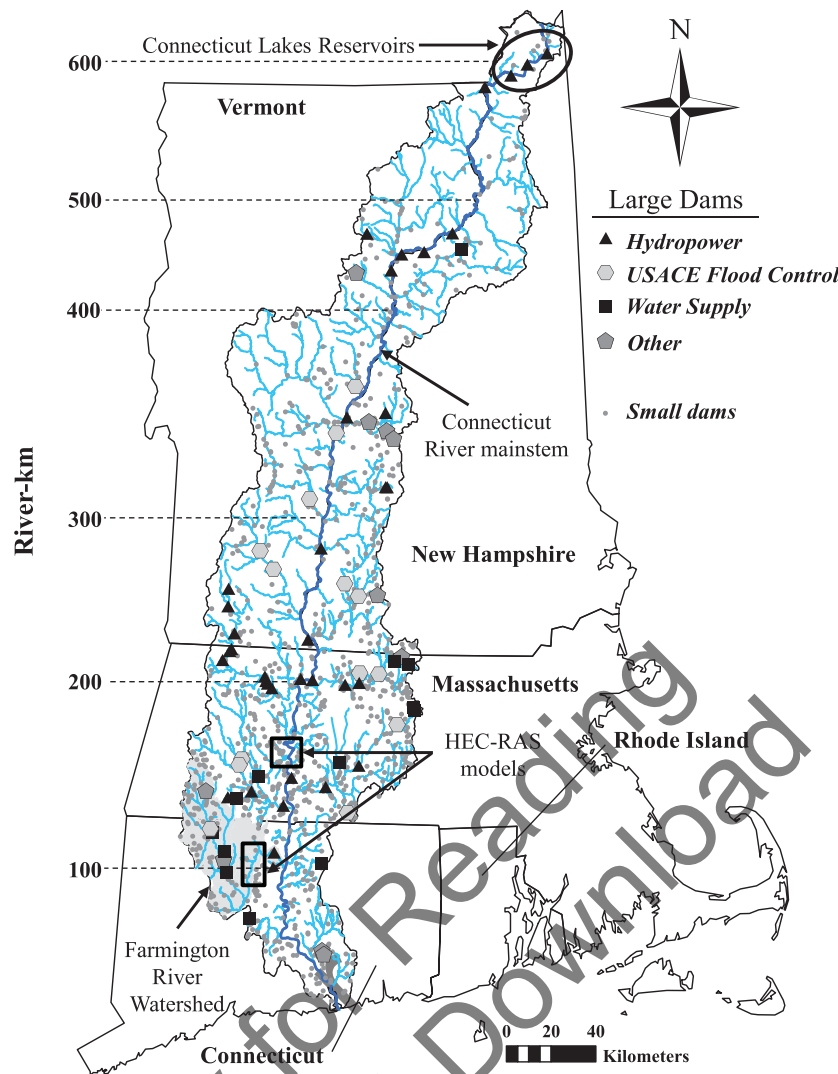 Connecticut Lakes Reservoirs
N
600
Vermont
500
Large Dams
Hydropower
USACE Flood Control
Water Supply
Other
Small dams
400
Connecticut
River mainstem
River-km
300
New Hampshire
200
Massachusetts
HEC-RAS
models
Rhode Island
100
Farmington
River
Watershed
Connecticut
0 20 40
Kilometers
for Reading
Download